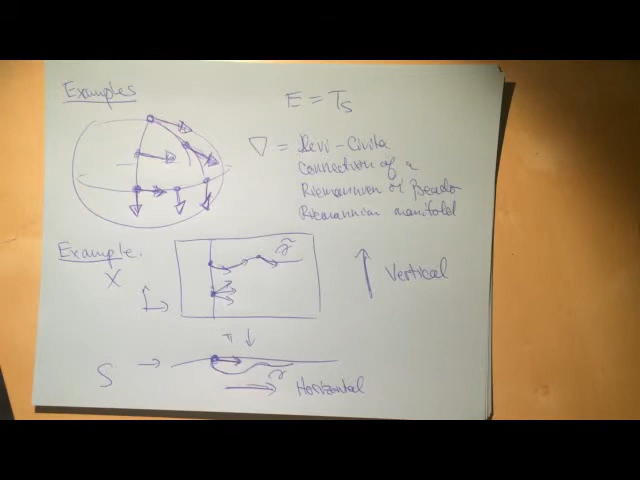 Examples
E = T_S
∇ = Levi-Civita
connection of a
Riemannian or Pseudo
Riemannian manifold
Example.
X
γ̃
Vertical
π ↓
S →
γ
Horizontal